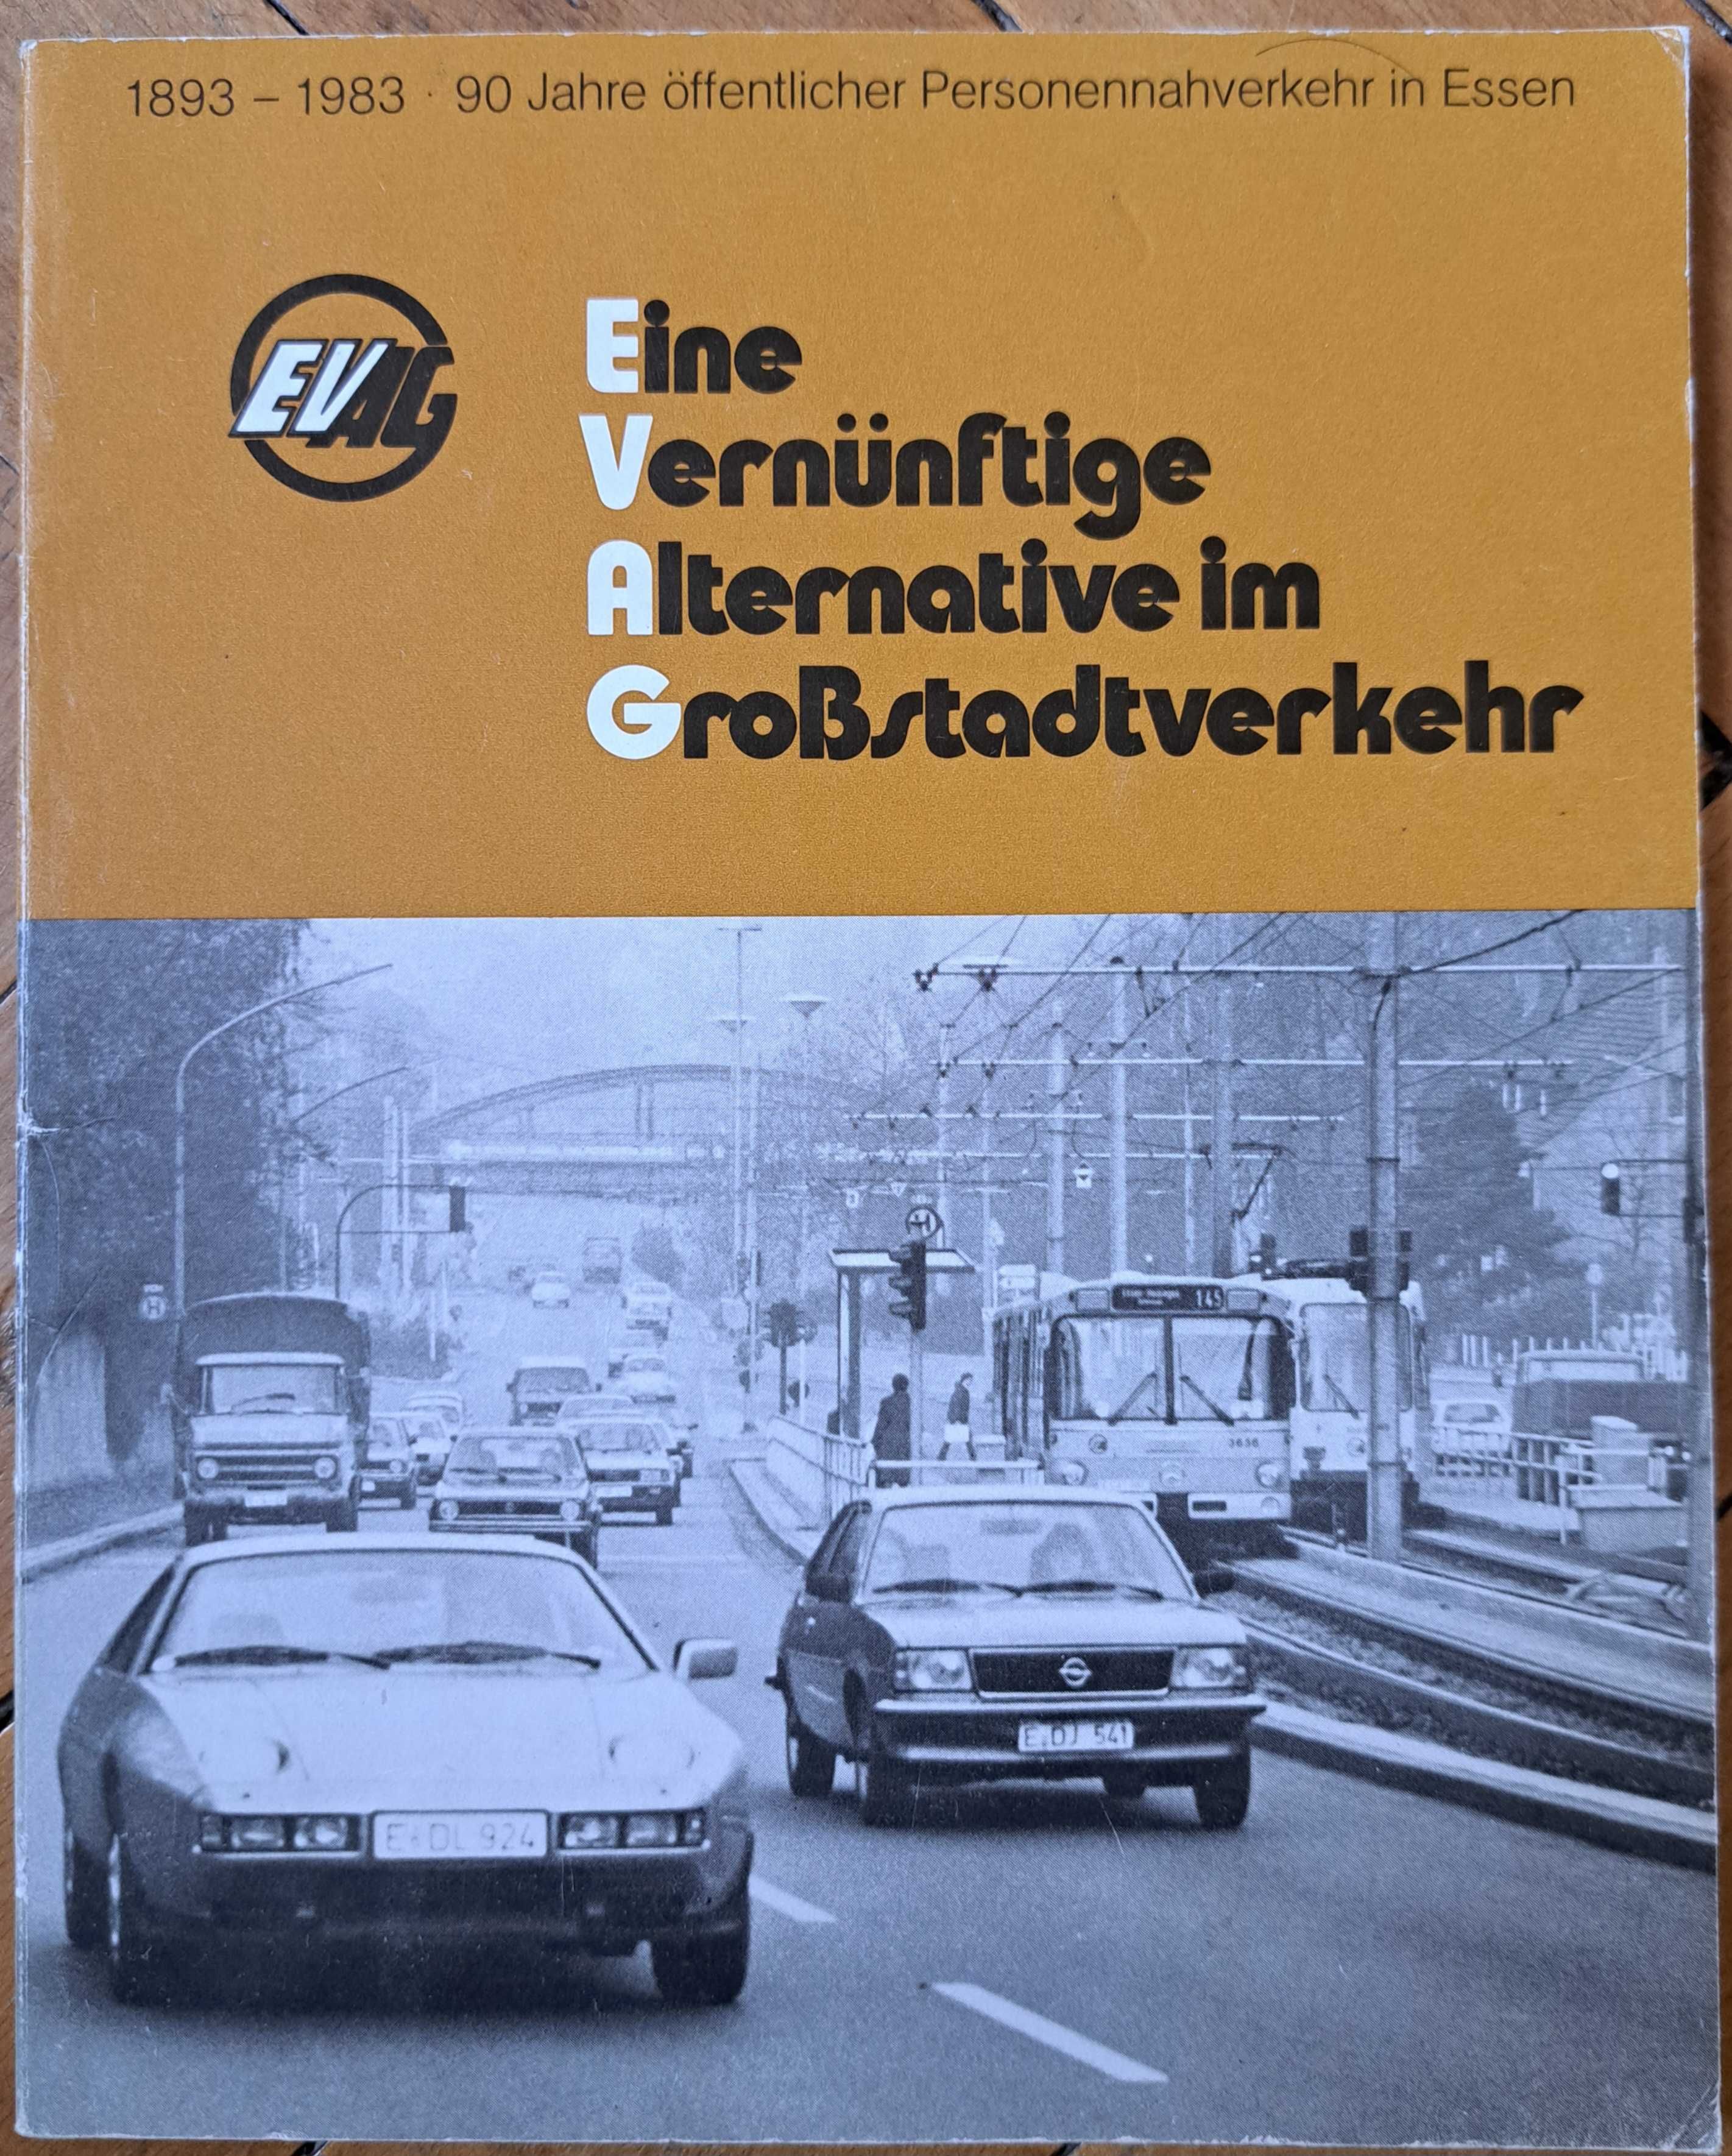 1893 – 1983 · 90 Jahre öffentlicher Personennahverkehr in Essen
EVAG
Eine
Vernünftige
Alternative im
Großstadtverkehr
H
H
145
3636
E DJ 541
E DL 924